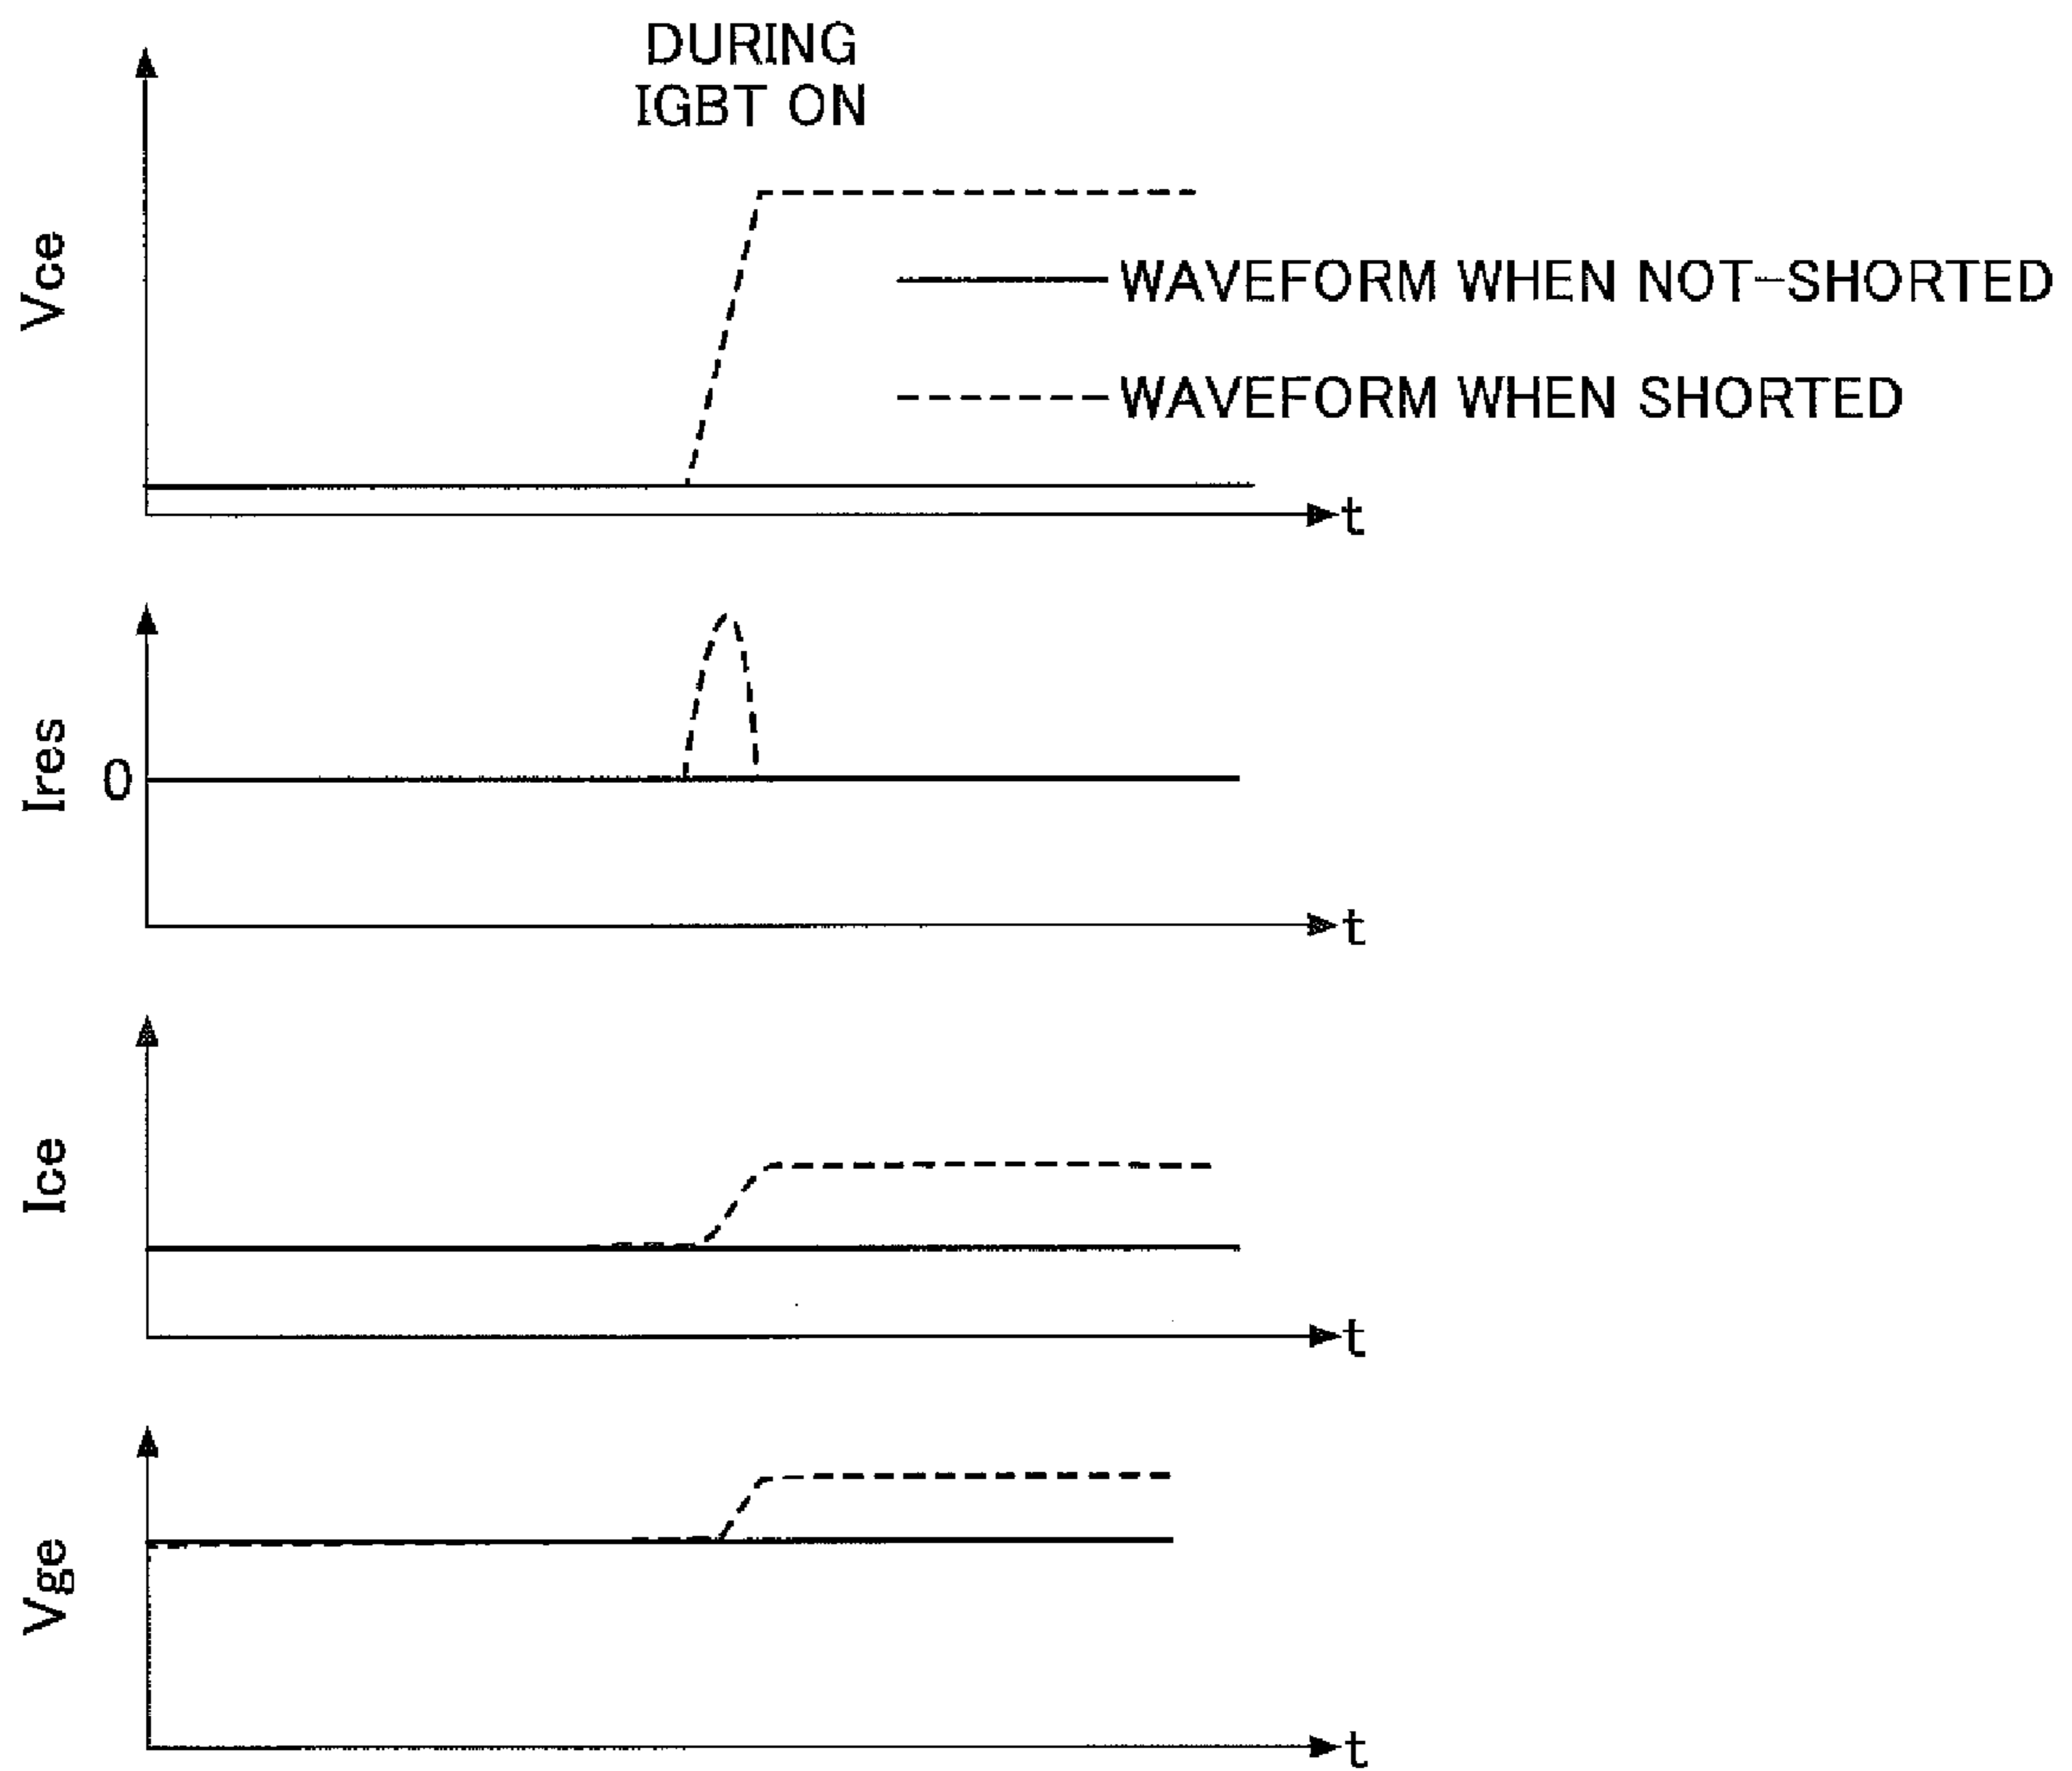 DURING
IGBT ON
Vce
WAVEFORM WHEN NOT-SHORTED
WAVEFORM WHEN SHORTED
t
Ires
0
t
Ice
t
Vge
t